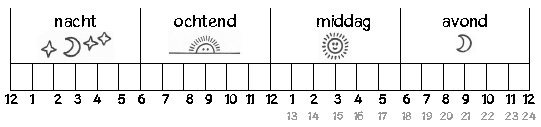 nacht ochtend middag avond
12 1 2 3 4 5 6 7 8 9 10 11 12 1 2 3 4 5 6 7 8 9 10 11 12
13 14 15 16 17 18 19 20 21 22 23 24